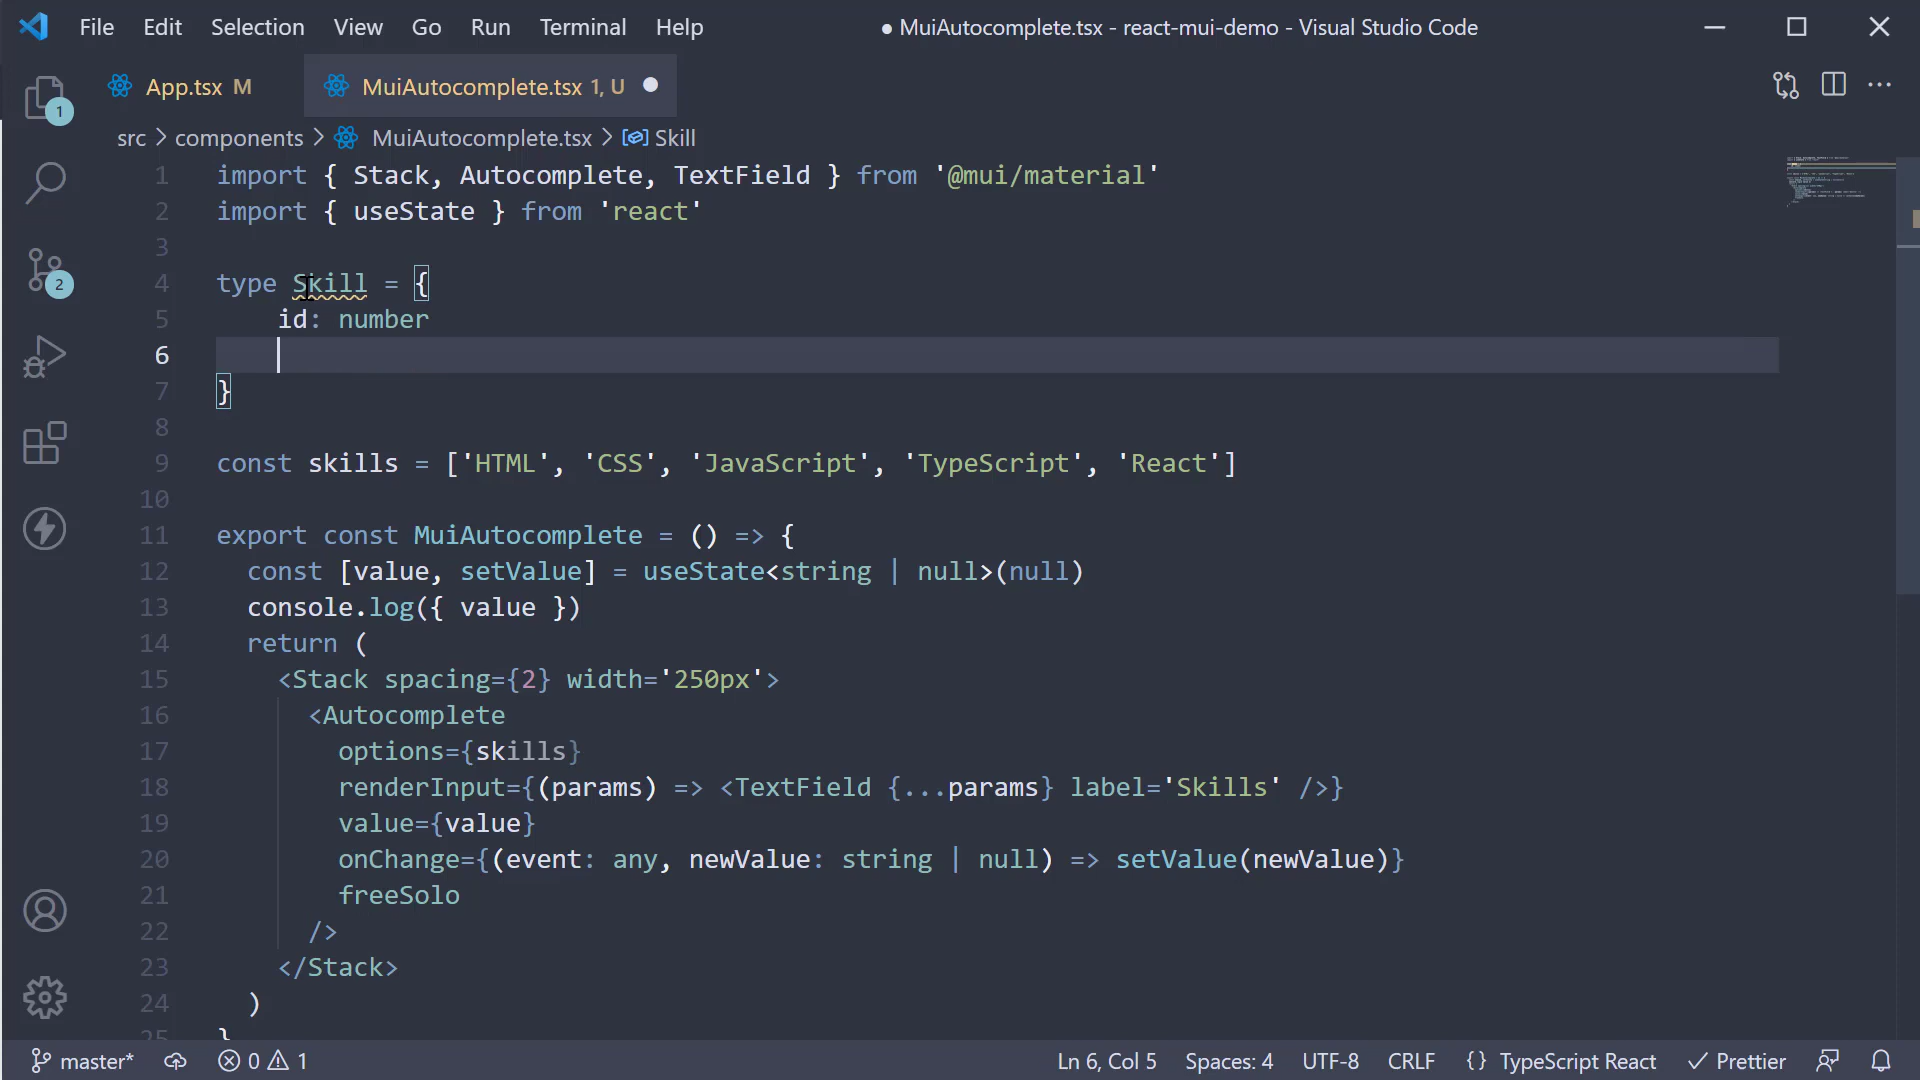 File Edit Selection View Go Run Terminal Help ● MuiAutocomplete.tsx - react-mui-demo - Visual Studio Code
App.tsx M MuiAutocomplete.tsx 1, U
1
src > components > MuiAutocomplete.tsx > Skill
1 import { Stack, Autocomplete, TextField } from '@mui/material'
2 import { useState } from 'react'
3
4 type Skill = {
2
5 id: number
6
7 }
8
9 const skills = ['HTML', 'CSS', 'JavaScript', 'TypeScript', 'React']
10
11 export const MuiAutocomplete = () => {
12 const [value, setValue] = useState<string | null>(null)
13 console.log({ value })
14 return (
15 <Stack spacing={2} width='250px'>
16 <Autocomplete
17 options={skills}
18 renderInput={(params) => <TextField {...params} label='Skills' />}
19 value={value}
20 onChange={(event: any, newValue: string | null) => setValue(newValue)}
21 freeSolo
22 />
23 </Stack>
24 )
25 }
master* 0 1 Ln 6, Col 5 Spaces: 4 UTF-8 CRLF {} TypeScript React ✓ Prettier